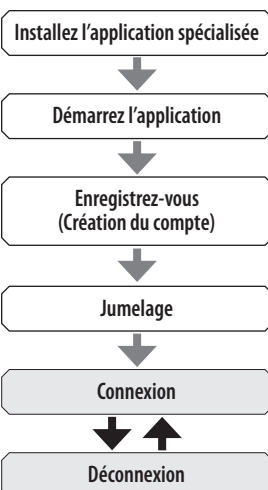 Installez l’application spécialisée
Démarrez l’application
Enregistrez-vous
(Création du compte)
Jumelage
Connexion
Déconnexion